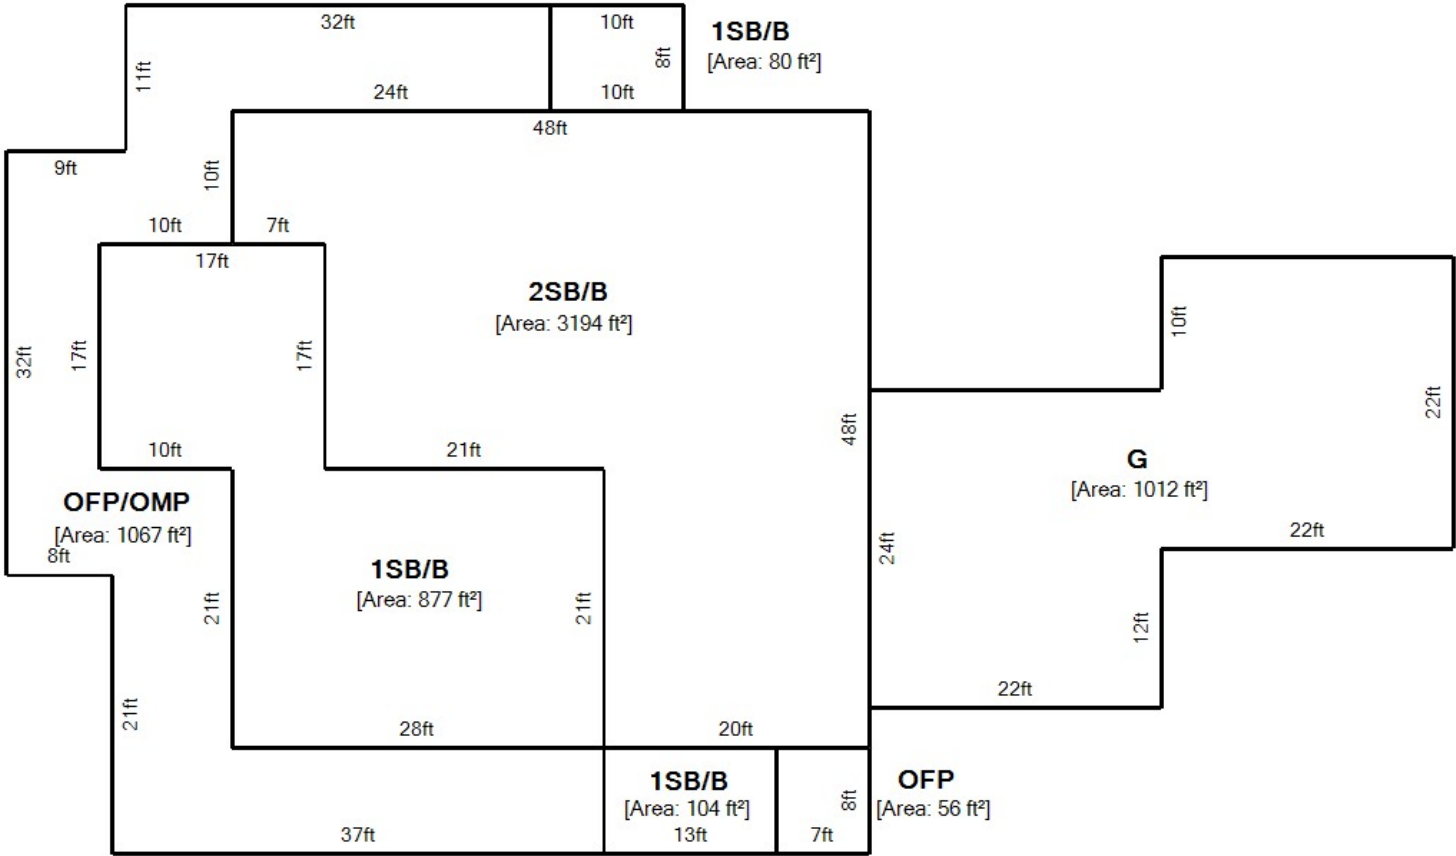 32ft
10ft
1SB/B
[Area: 80 ft²]
8ft
11ft
24ft
10ft
48ft
9ft
10ft
10ft
7ft
17ft
2SB/B
[Area: 3194 ft²]
10ft
32ft
17ft
17ft
22ft
48ft
10ft
21ft
G
[Area: 1012 ft²]
OFP/OMP
[Area: 1067 ft²]
8ft
22ft
24ft
1SB/B
[Area: 877 ft²]
21ft
21ft
12ft
22ft
21ft
28ft
20ft
1SB/B
[Area: 104 ft²]
8ft
OFP
[Area: 56 ft²]
37ft
13ft
7ft